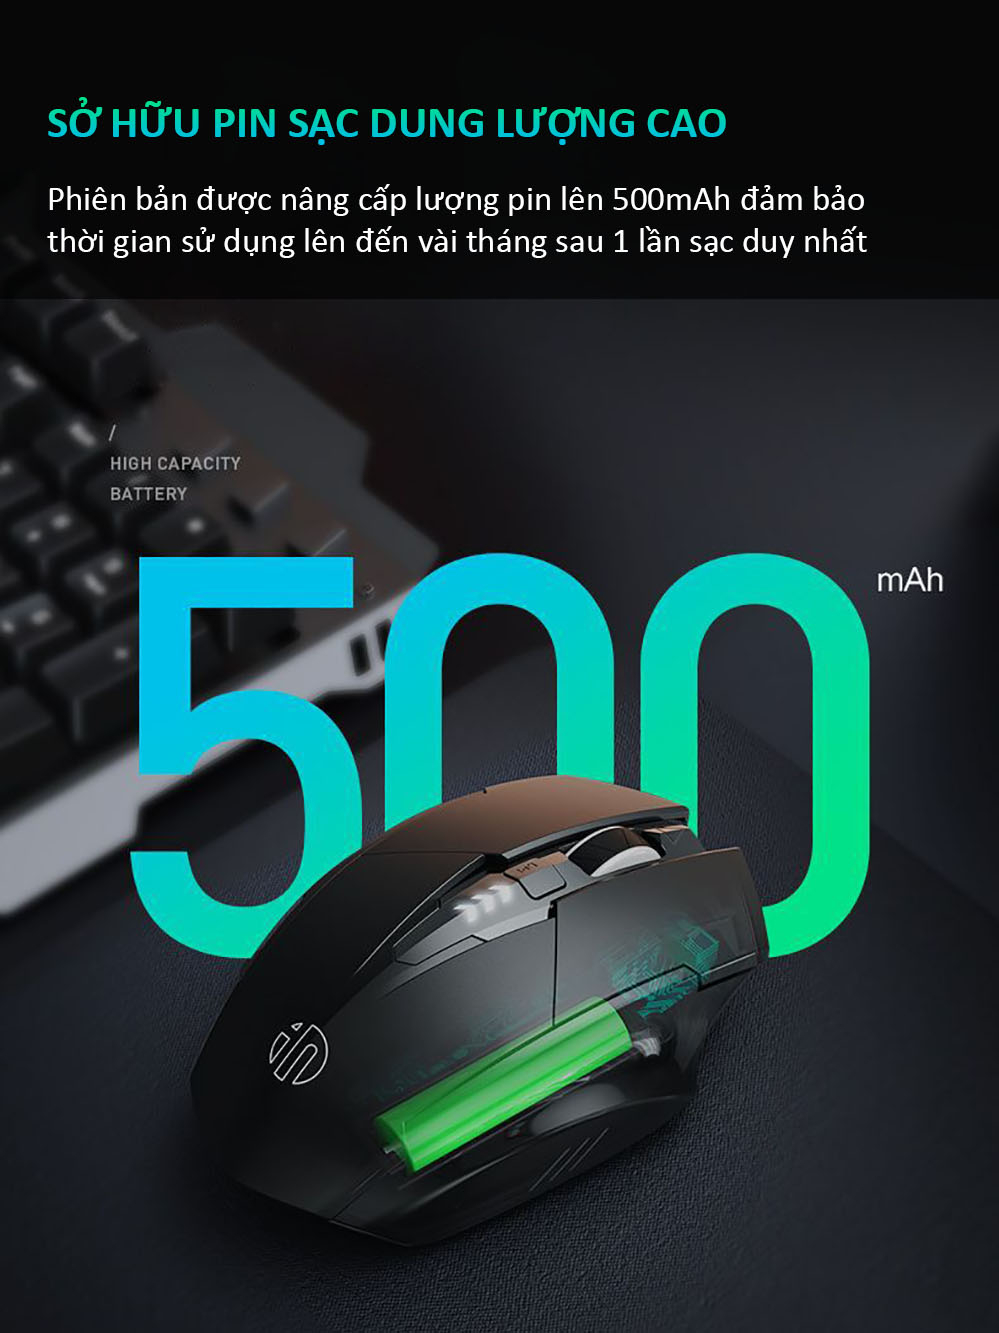 SỞ HỮU PIN SẠC DUNG LƯỢNG CAO
Phiên bản được nâng cấp lượng pin lên 500mAh đảm bảo
thời gian sử dụng lên đến vài tháng sau 1 lần sạc duy nhất
/
HIGH CAPACITY
BATTERY
500 mAh